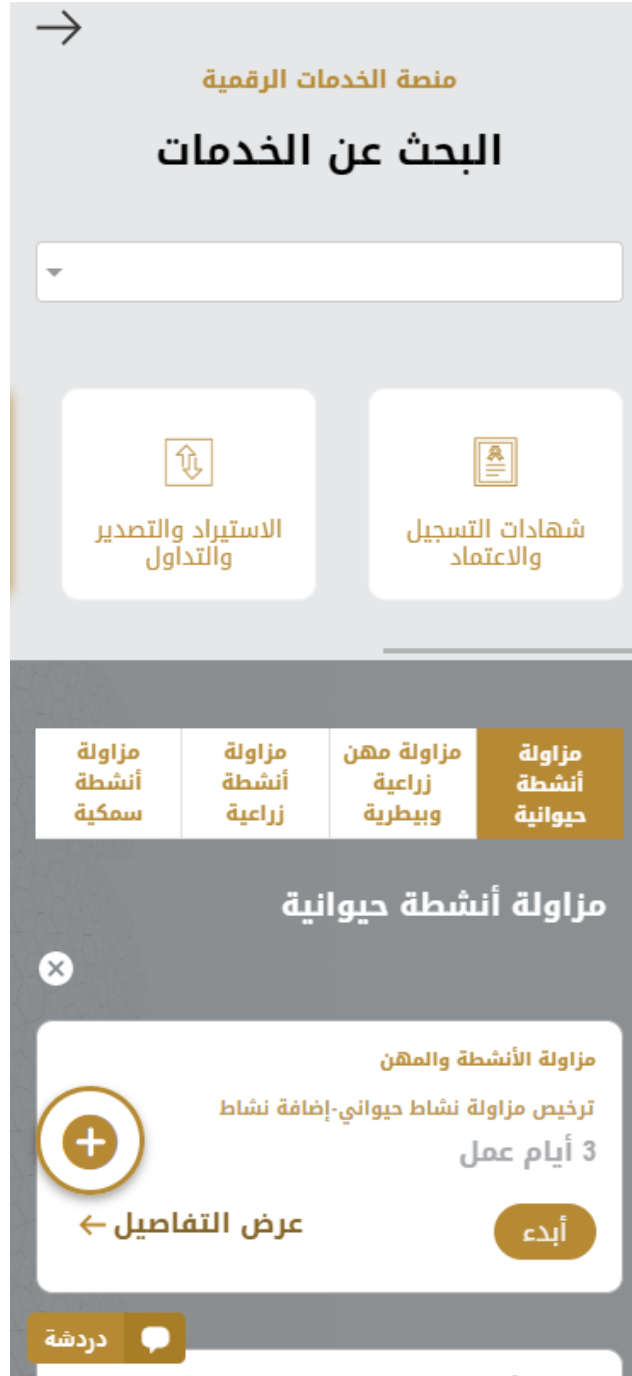 منصة الخدمات الرقمية
البحث عن الخدمات
شهادات التسجيل
والاعتماد
الاستيراد والتصدير
والتداول
مزاولة
أنشطة
حيوانية
مزاولة مهن
زراعية
وبيطرية
مزاولة
أنشطة
زراعية
مزاولة
أنشطة
سمكية
مزاولة أنشطة حيوانية
مزاولة الأنشطة والمهن
ترخيص مزاولة نشاط حيواني-إضافة نشاط
3 أيام عمل
أبدء
عرض التفاصيل
دردشة